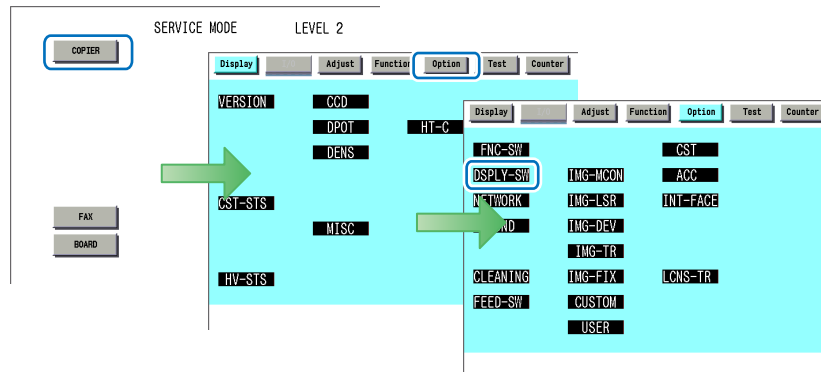 SERVICE MODE LEVEL 2
COPIER
FAX
BOARD
Display Adjust Function Option Test Counter
VERSION CCD
DPOT HT-C
DENS
CST-STS
MISC
HV-STS
Display Adjust Function Option Test Counter
FNC-SW CST
DSPLY-SW IMG-MCON ACC
NETWORK IMG-LSR INT-FACE
ND IMG-DEV
IMG-TR
CLEANING IMG-FIX LCNS-TR
FEED-SW CUSTOM
USER